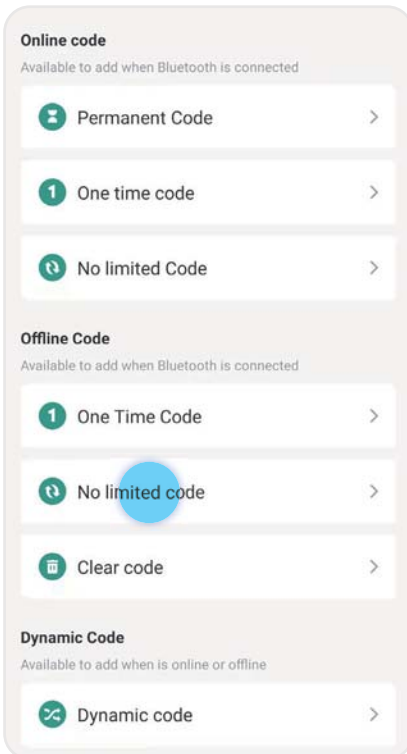 Online code
Available to add when Bluetooth is connected
Permanent Code
1 One time code
No limited Code
Offline Code
Available to add when Bluetooth is connected
1 One Time Code
No limited code
Clear code
Dynamic Code
Available to add when is online or offline
Dynamic code